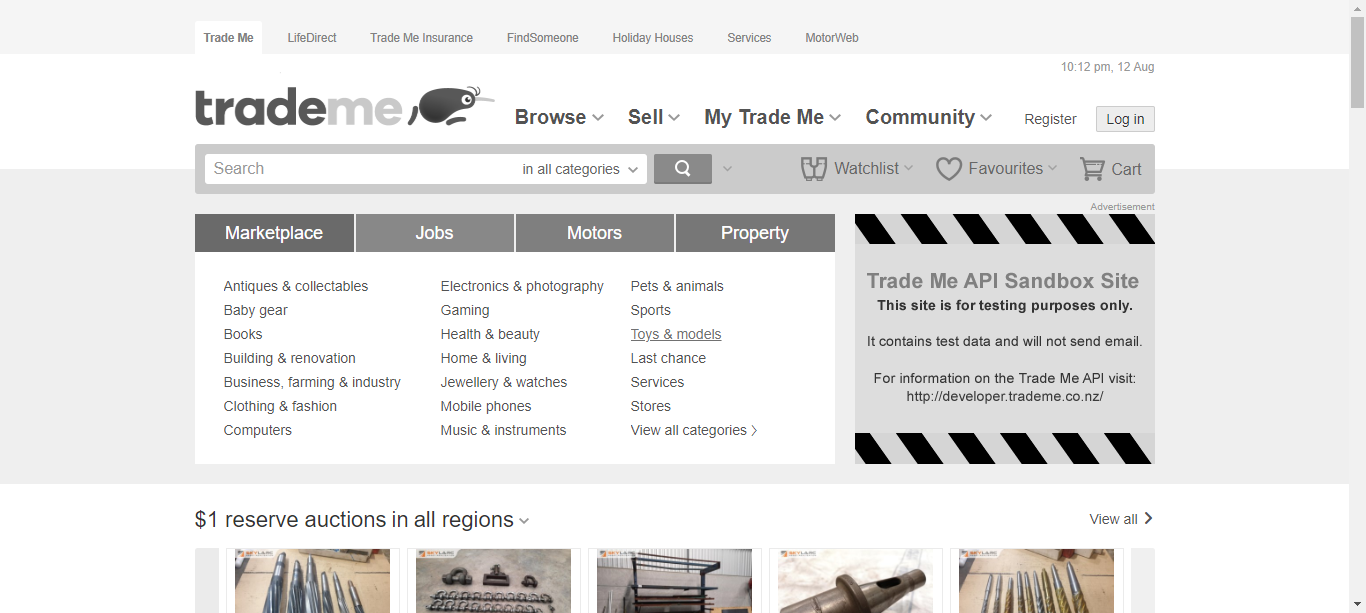 Trade Me LifeDirect Trade Me Insurance FindSomeone Holiday Houses Services MotorWeb
10:12 pm, 12 Aug
trademe
Browse Sell My Trade Me Community Register Log in
Search in all categories Watchlist Favourites Cart
Advertisement
Marketplace Jobs Motors Property
Antiques & collectables
Baby gear
Books
Building & renovation
Business, farming & industry
Clothing & fashion
Computers
Electronics & photography
Gaming
Health & beauty
Home & living
Jewellery & watches
Mobile phones
Music & instruments
Pets & animals
Sports
Toys & models
Last chance
Services
Stores
View all categories
Trade Me API Sandbox Site
This site is for testing purposes only.
It contains test data and will not send email.
For information on the Trade Me API visit:
http://developer.trademe.co.nz/
$1 reserve auctions in all regions
View all